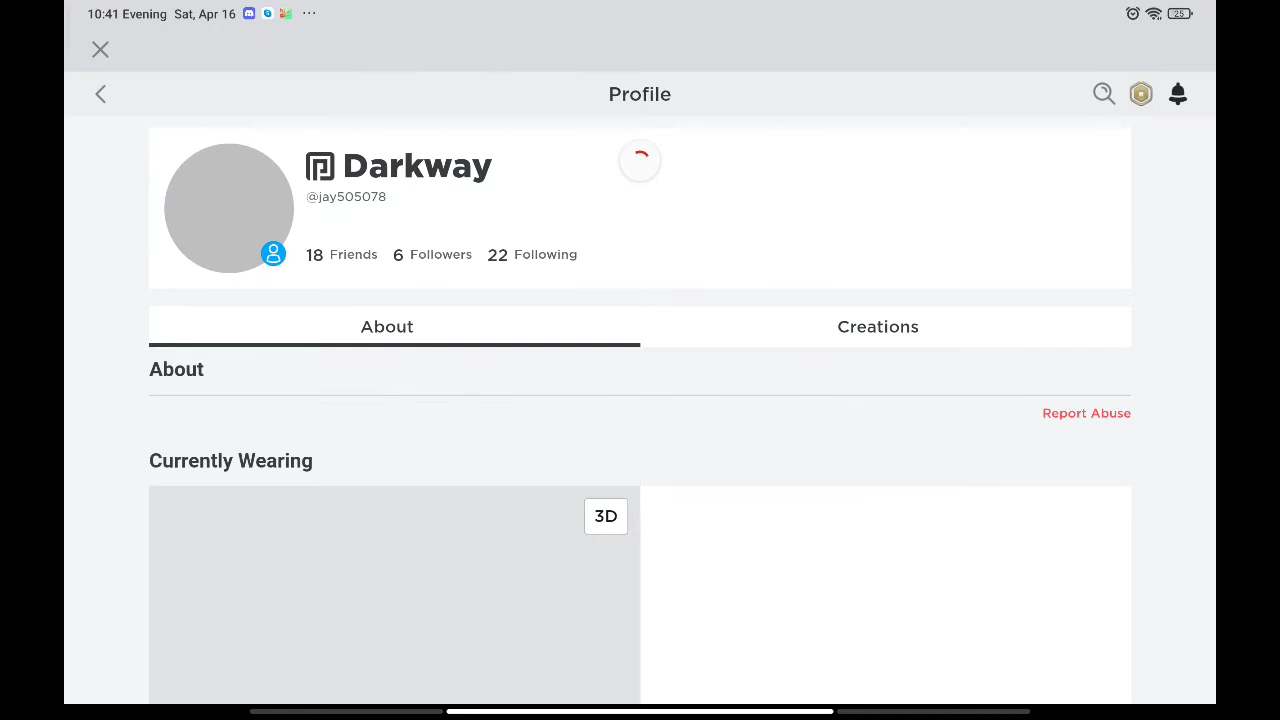 10:41 Evening Sat, Apr 16 ... 25
Profile
Darkway
@jay505078
18 Friends 6 Followers 22 Following
About Creations
About
Report Abuse
Currently Wearing
3D